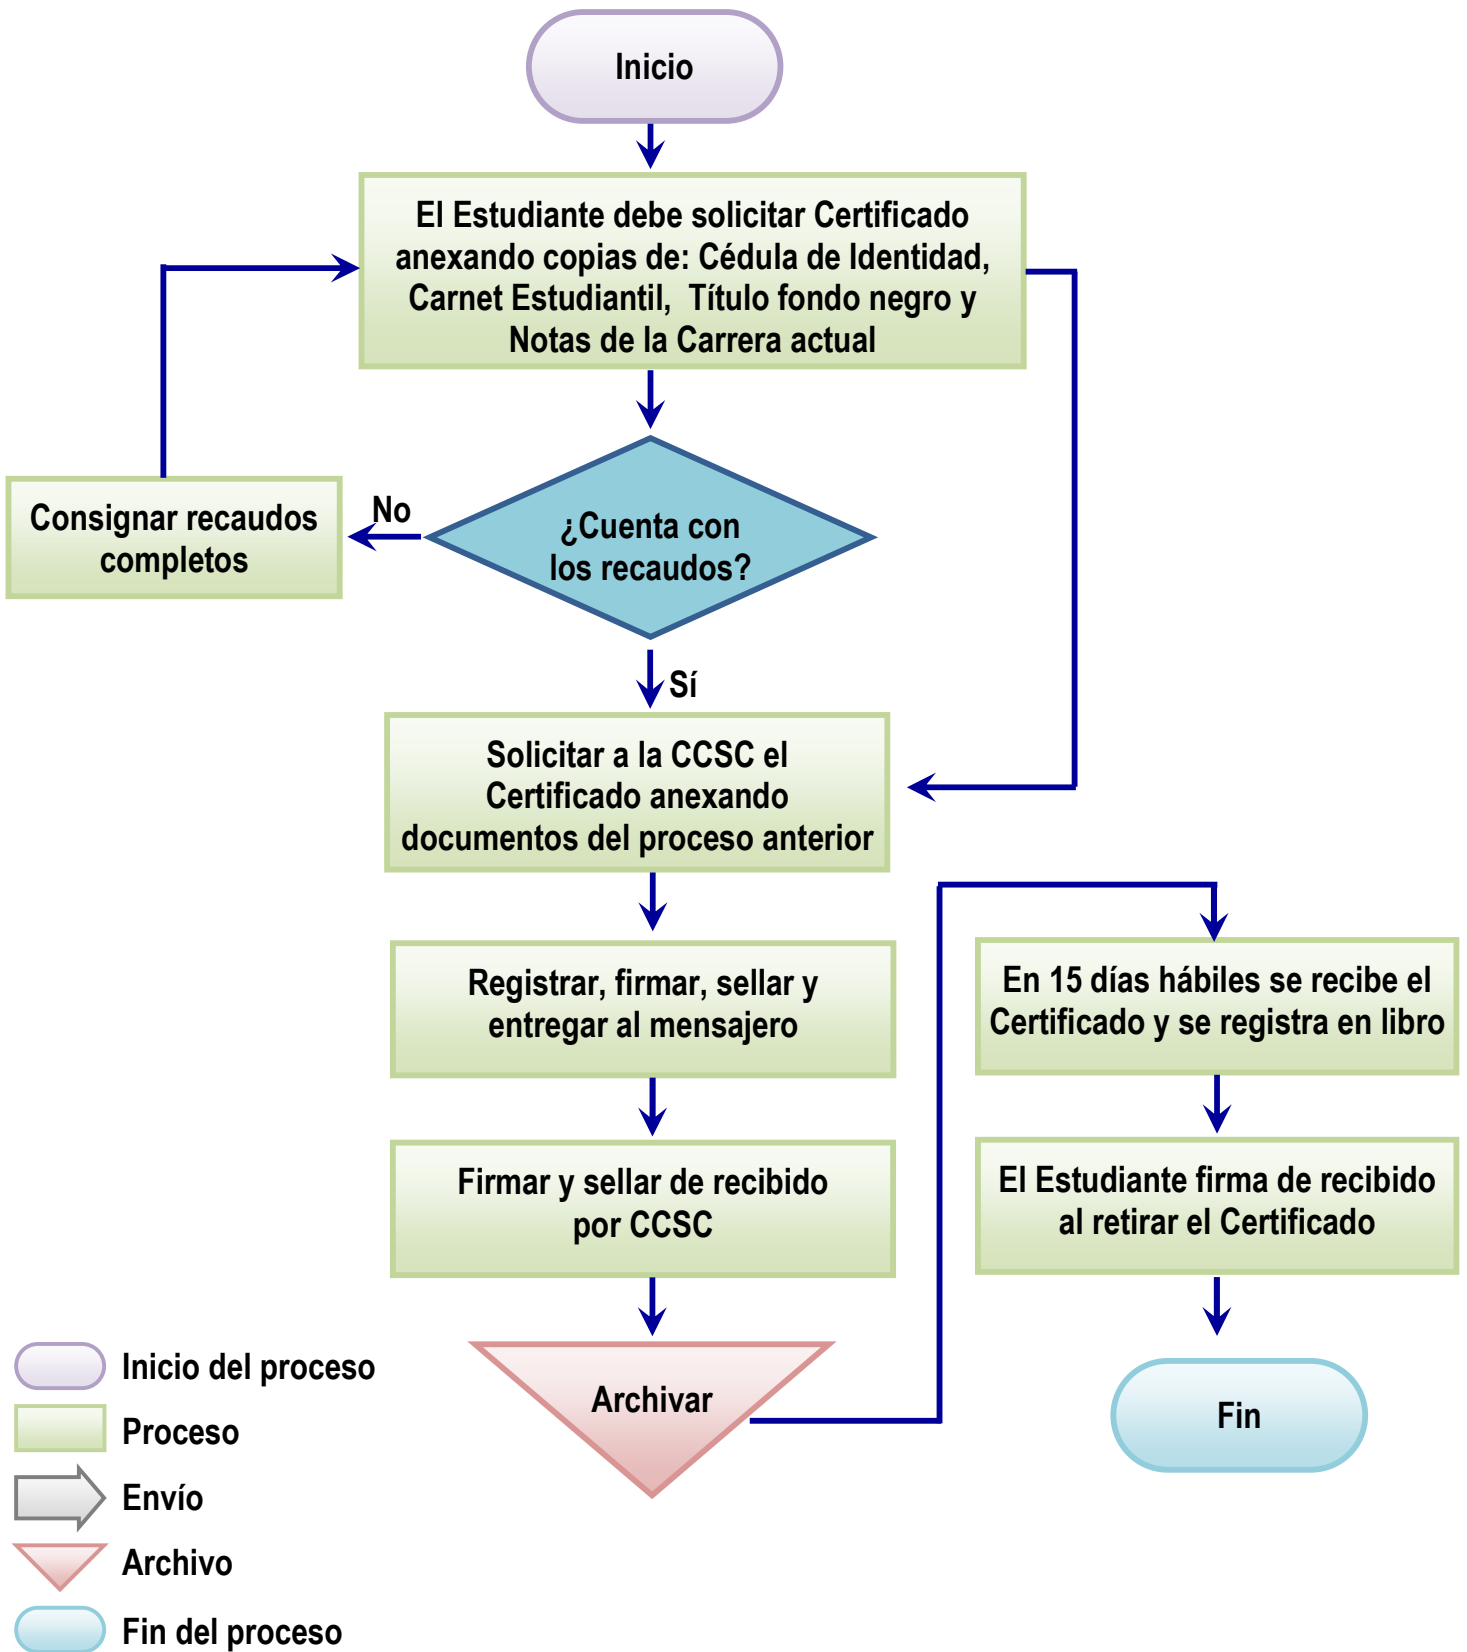 Inicio
El Estudiante debe solicitar Certificado
anexando copias de: Cédula de Identidad,
Carnet Estudiantil, Título fondo negro y
Notas de la Carrera actual
Consignar recaudos
completos
No
¿Cuenta con
los recaudos?
Sí
Solicitar a la CCSC el
Certificado anexando
documentos del proceso anterior
Registrar, firmar, sellar y
entregar al mensajero
Firmar y sellar de recibido
por CCSC
Archivar
En 15 días hábiles se recibe el
Certificado y se registra en libro
El Estudiante firma de recibido
al retirar el Certificado
Fin
Inicio del proceso
Proceso
Envío
Archivo
Fin del proceso